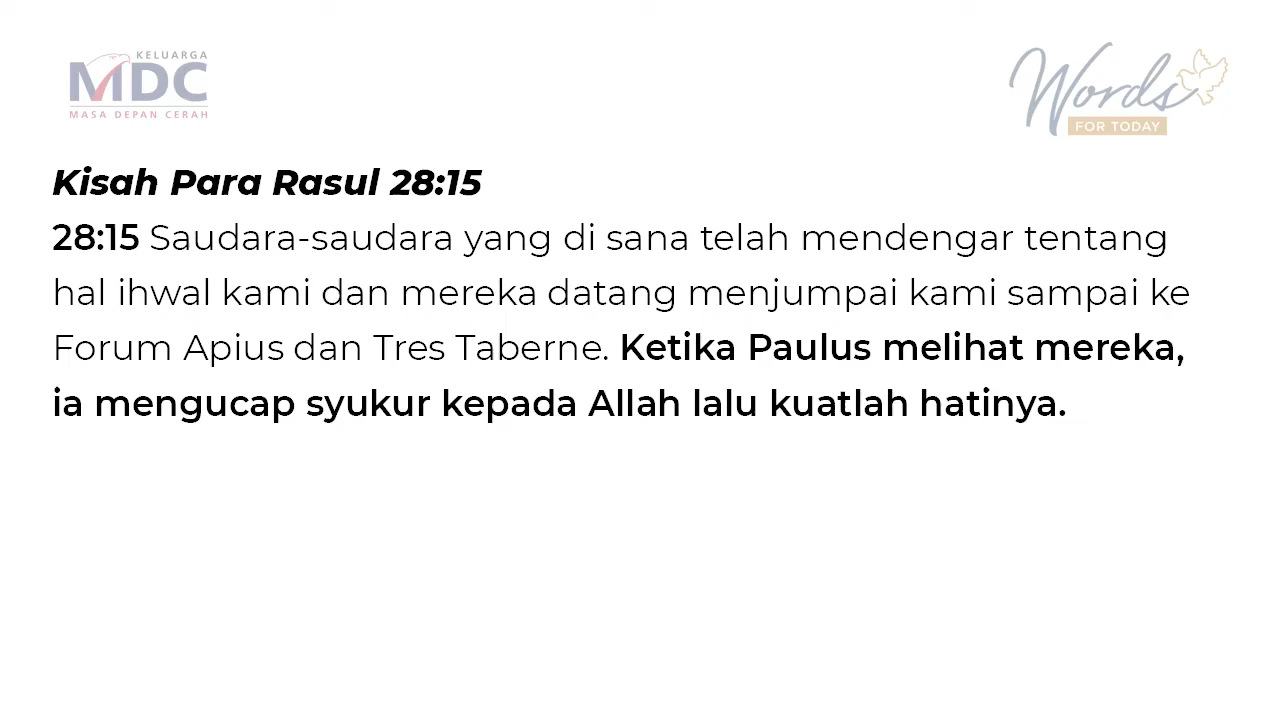 KELUARGA
MDC
MASA DEPAN CERAH
Words
FOR TODAY
Kisah Para Rasul 28:15
28:15 Saudara-saudara yang di sana telah mendengar tentang
hal ihwal kami dan mereka datang menjumpai kami sampai ke
Forum Apius dan Tres Taberne. Ketika Paulus melihat mereka,
ia mengucap syukur kepada Allah lalu kuatlah hatinya.